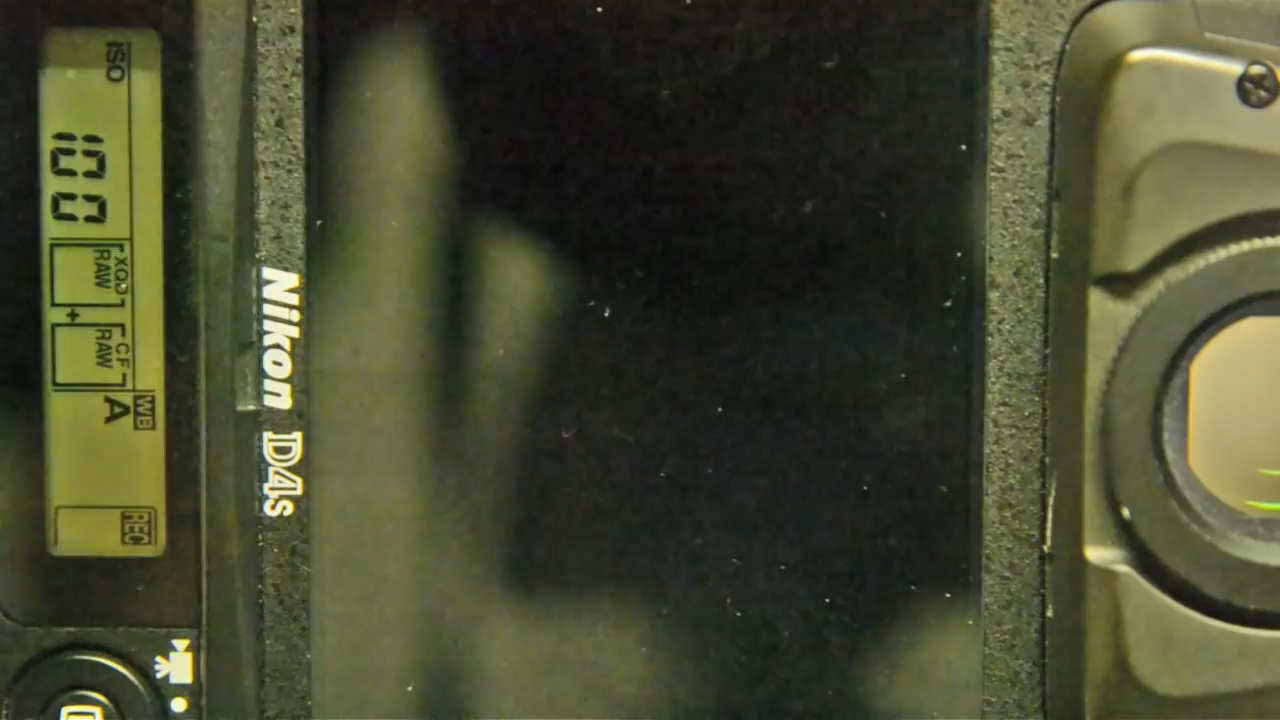 ISO
100
XQD
RAW
+
CF
RAW
WB
A
REC
Nikon D4s